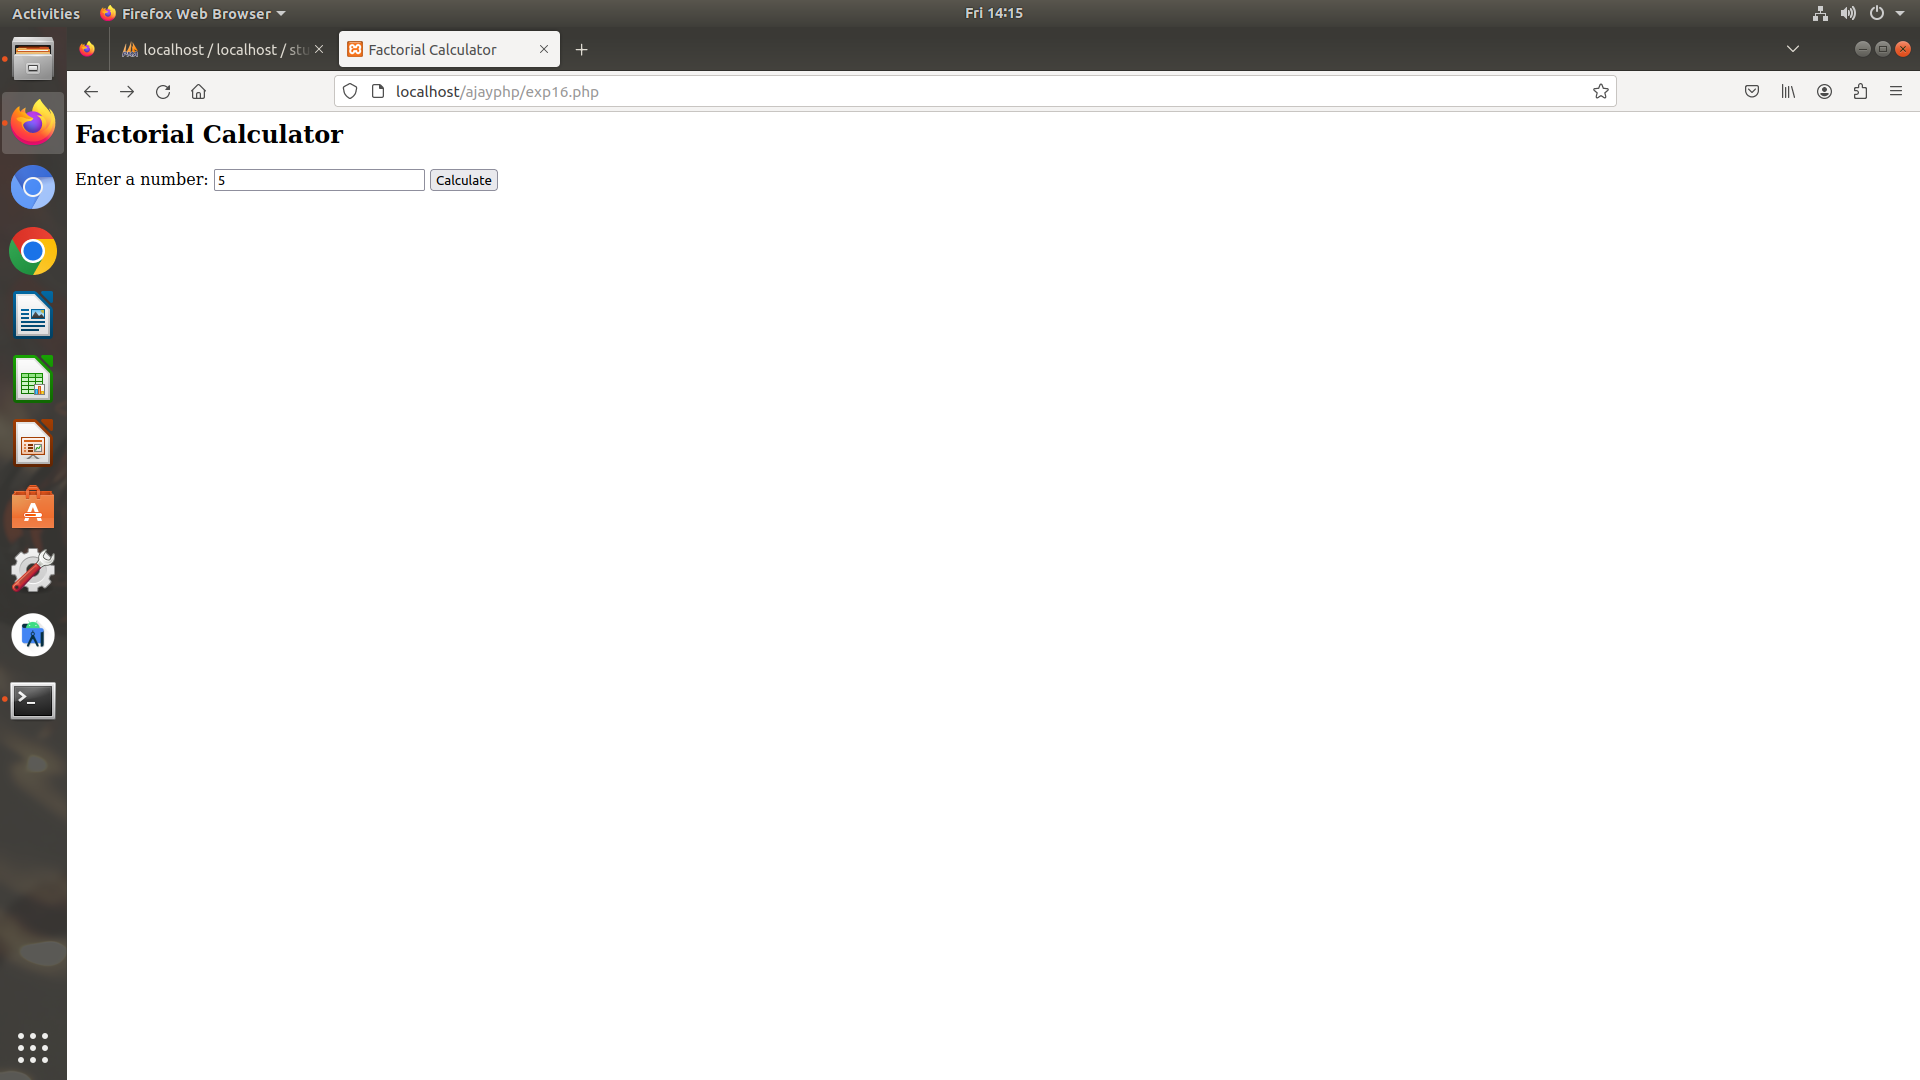 Activities Firefox Web Browser Fri 14:15
localhost / localhost / stu Factorial Calculator
localhost/ajayphp/exp16.php
Factorial Calculator
Enter a number: 5 Calculate